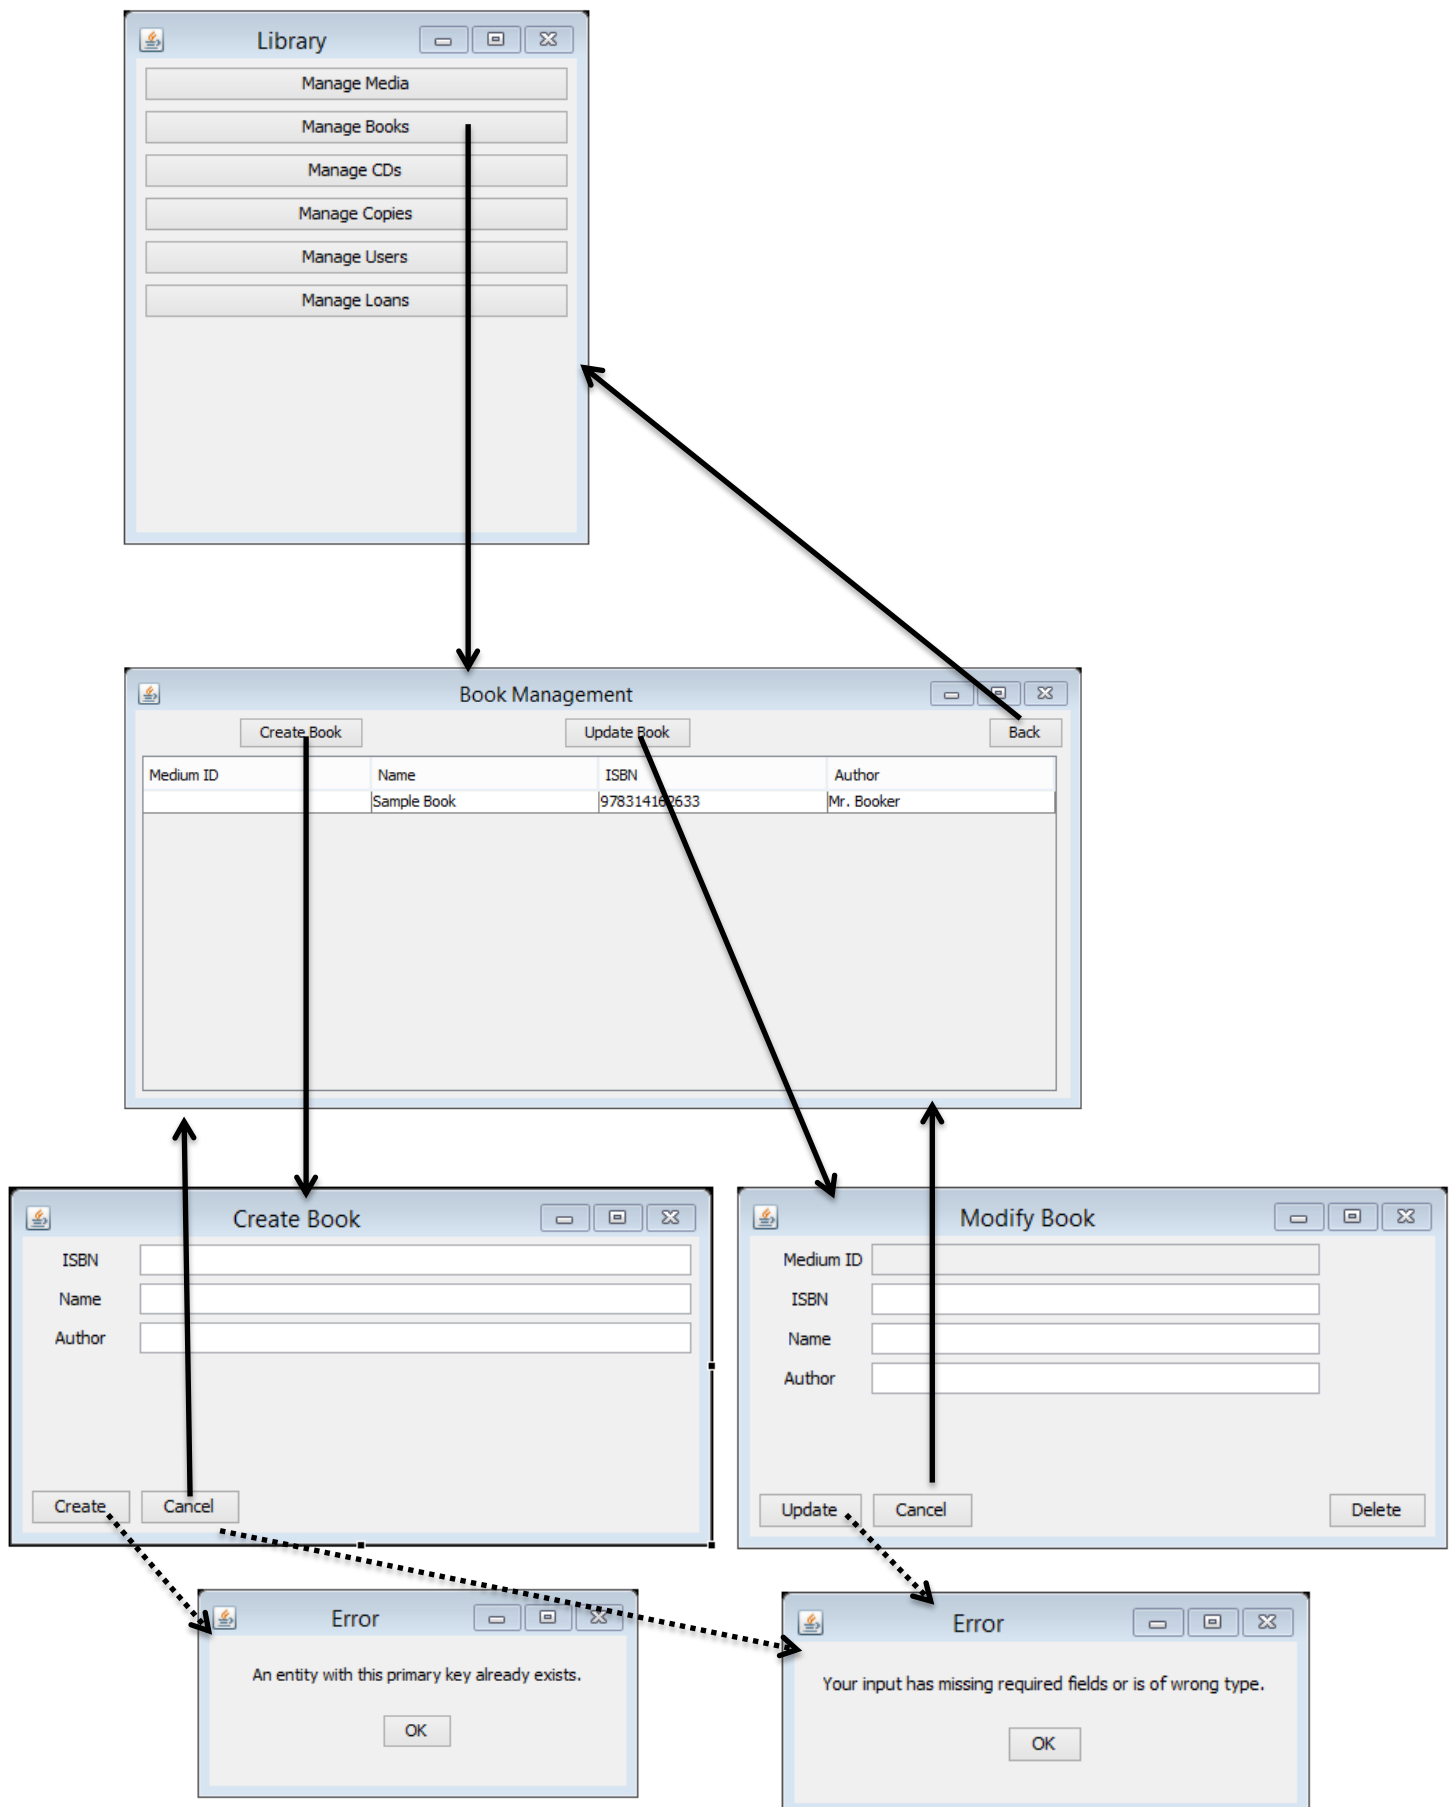 Library
Manage Media
Manage Books
Manage CDs
Manage Copies
Manage Users
Manage Loans
Book Management
Create Book Update Book Back
Medium ID Name ISBN Author
Sample Book 978314162633 Mr. Booker
Create Book
ISBN
Name
Author
Create Cancel
Modify Book
Medium ID
ISBN
Name
Author
Update Cancel Delete
Error
An entity with this primary key already exists.
OK
Error
Your input has missing required fields or is of wrong type.
OK